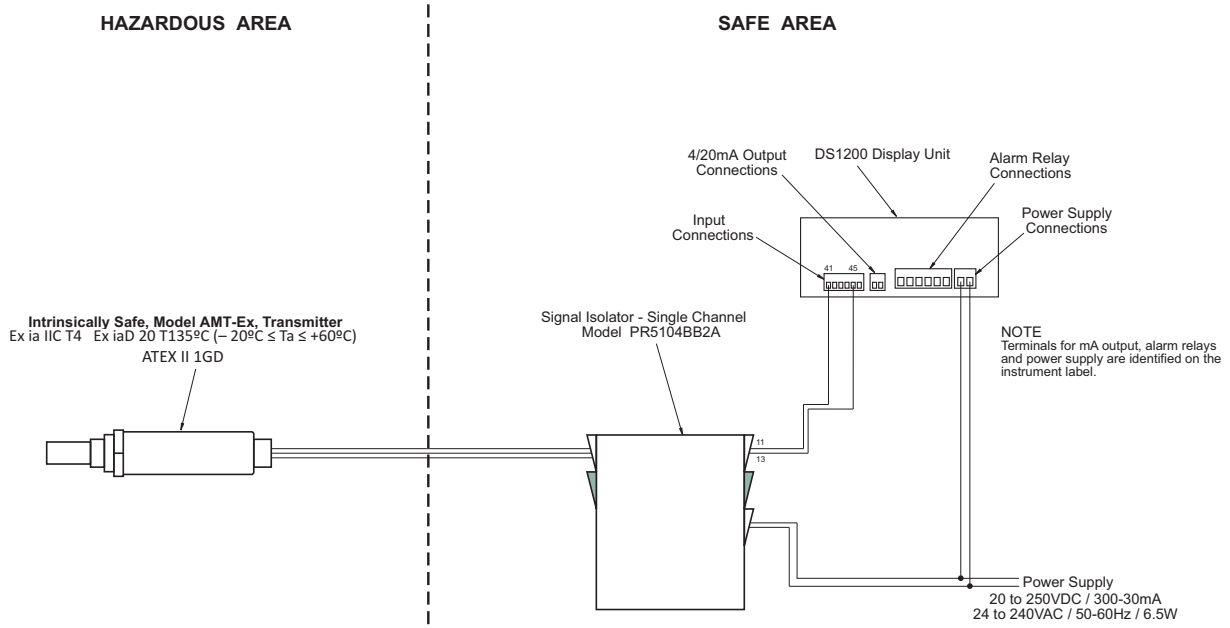 HAZARDOUS AREA
SAFE AREA
4/20mA Output
Connections
DS1200 Display Unit
Alarm Relay
Connections
Input
Connections
Power Supply
Connections
41 45
Intrinsically Safe, Model AMT-Ex, Transmitter
Ex ia IIC T4 Ex iaD 20 T135ºC (– 20ºC ≤ Ta ≤ +60ºC)
ATEX II 1GD
Signal Isolator - Single Channel
Model PR5104BB2A
NOTE
Terminals for mA output, alarm relays
and power supply are identified on the
instrument label.
11
13
Power Supply
20 to 250VDC / 300-30mA
24 to 240VAC / 50-60Hz / 6.5W